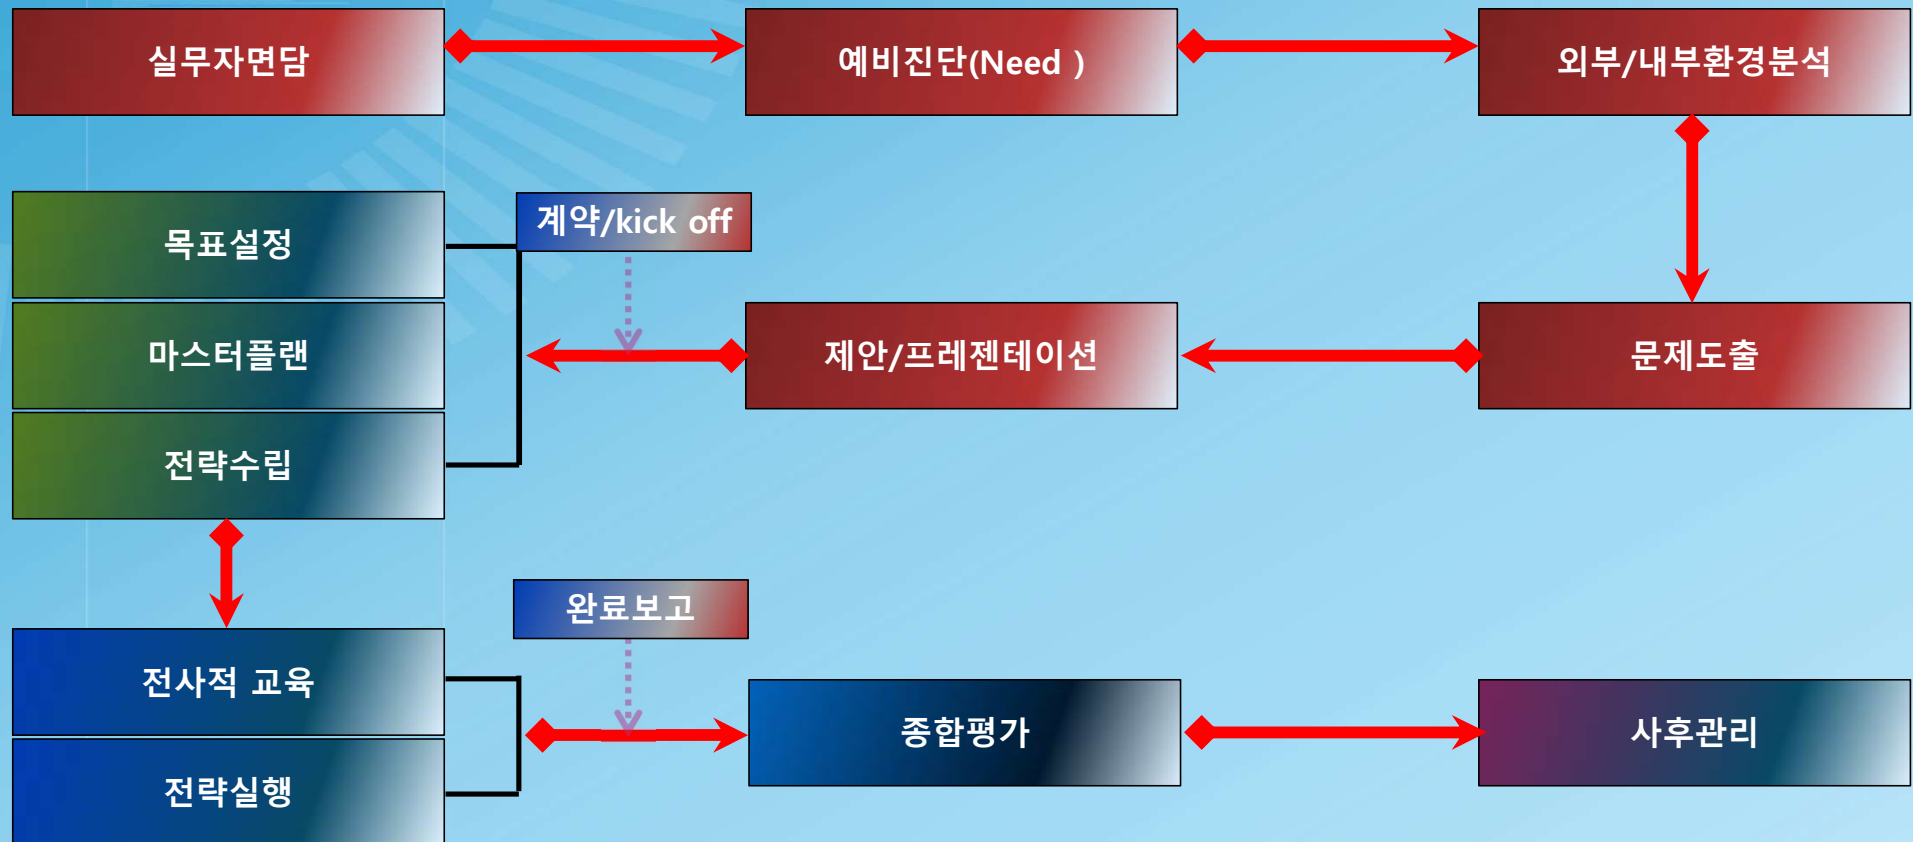 실무자면담
예비진단(Need )
외부/내부환경분석
목표설정
계약/kick off
마스터플랜
제안/프레젠테이션
문제도출
전략수립
완료보고
전사적 교육
종합평가
사후관리
전략실행